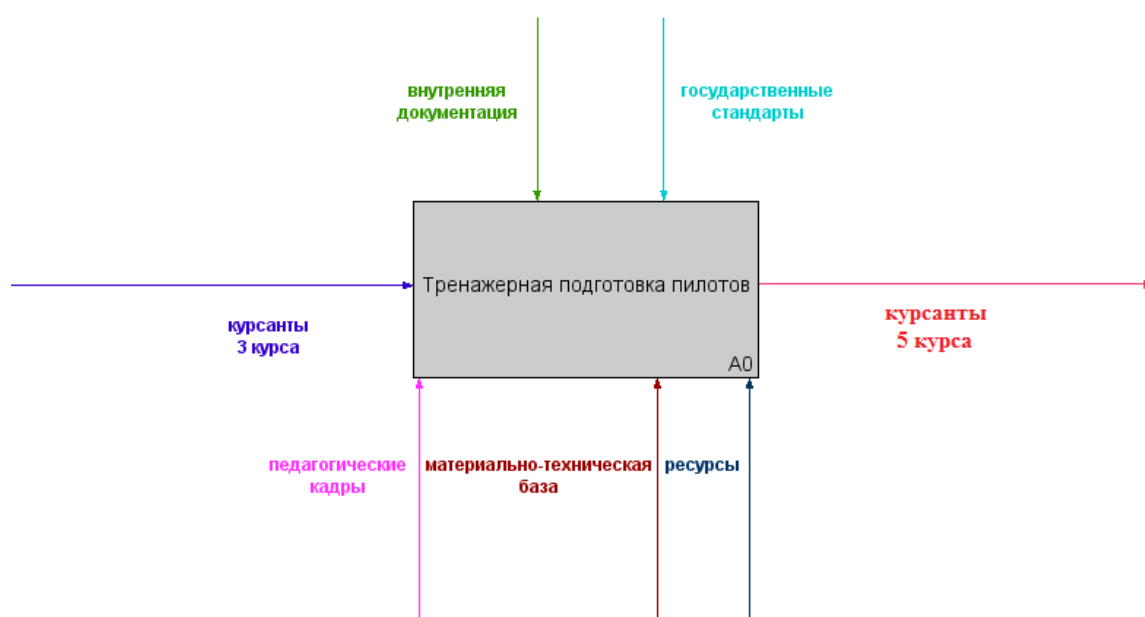 внутренняя
документация
государственные
стандарты
Тренажерная подготовка пилотов
A0
курсанты
3 курса
курсанты
5 курса
педагогические
кадры
материально-техническая
база
ресурсы